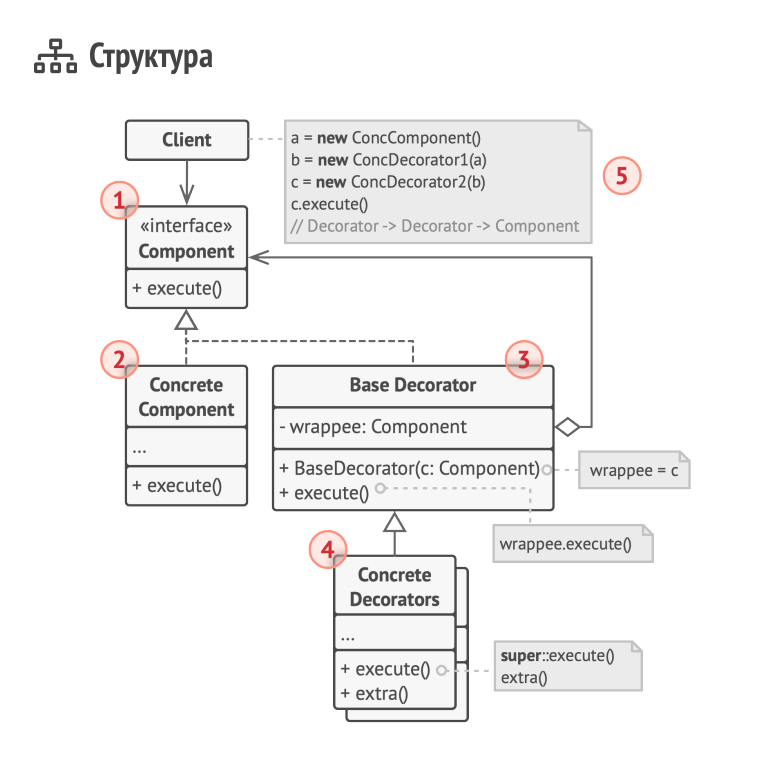 Структура
Client
a = new ConcComponent()
b = new ConcDecorator1(a)
c = new ConcDecorator2(b)
c.execute()
// Decorator -> Decorator -> Component
5
1
«interface»
Component
+ execute()
2
Concrete
Component
...
+ execute()
3
Base Decorator
- wrappee: Component
+ BaseDecorator(c: Component)
+ execute()
wrappee = c
wrappee.execute()
4
Concrete
Decorators
...
+ execute()
+ extra()
super::execute()
extra()